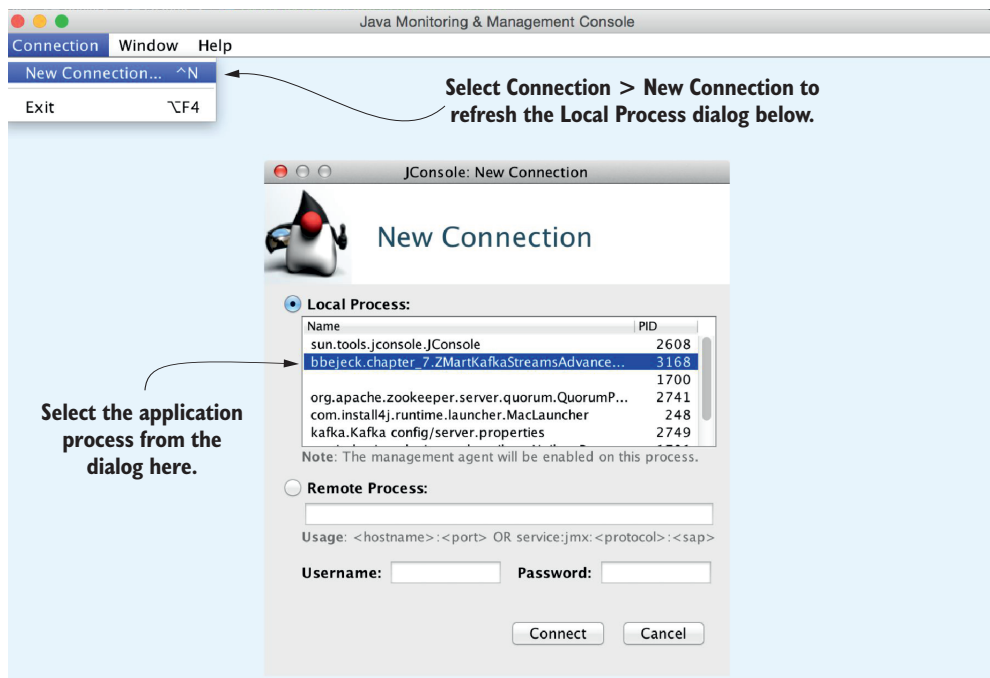 Java Monitoring & Management Console
Connection Window Help
New Connection... ^N
Exit ⌥F4
Select Connection > New Connection to
refresh the Local Process dialog below.
JConsole: New Connection
New Connection
Local Process:
Name PID
sun.tools.jconsole.JConsole 2608
bbejeck.chapter_7.ZMartKafkaStreamsAdvance... 3168
1700
org.apache.zookeeper.server.quorum.QuorumP... 2741
com.install4j.runtime.launcher.MacLauncher 248
kafka.Kafka config/server.properties 2749
Note: The management agent will be enabled on this process.
Select the application
process from the
dialog here.
Remote Process:
Usage: <hostname>:<port> OR service:jmx:<protocol>:<sap>
Username: Password:
Connect Cancel